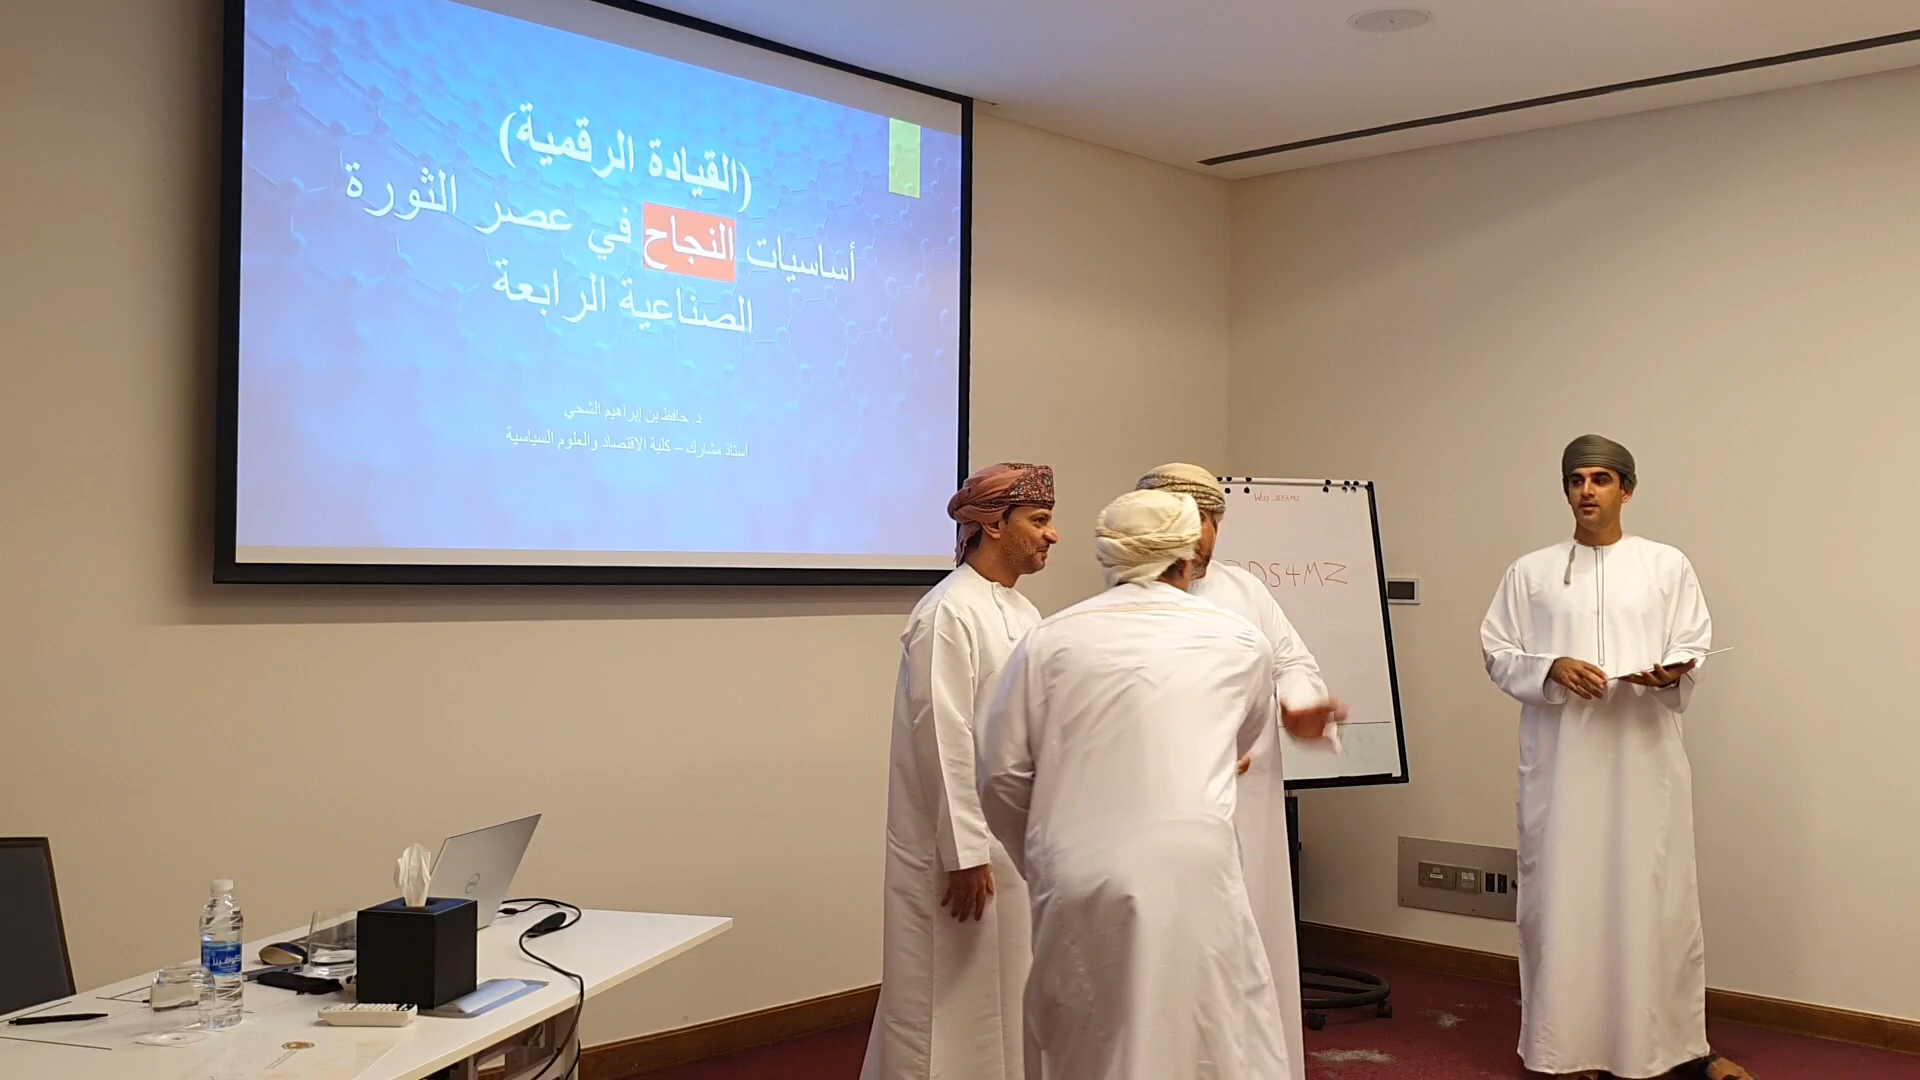 (القيادة الرقمية)
أساسيات النجاح في عصر الثورة
الصناعية الرابعة
د. حافظ بن إبراهيم الشحي
أستاذ مشارك – كلية الاقتصاد والعلوم السياسية
DS4MZ
DELL